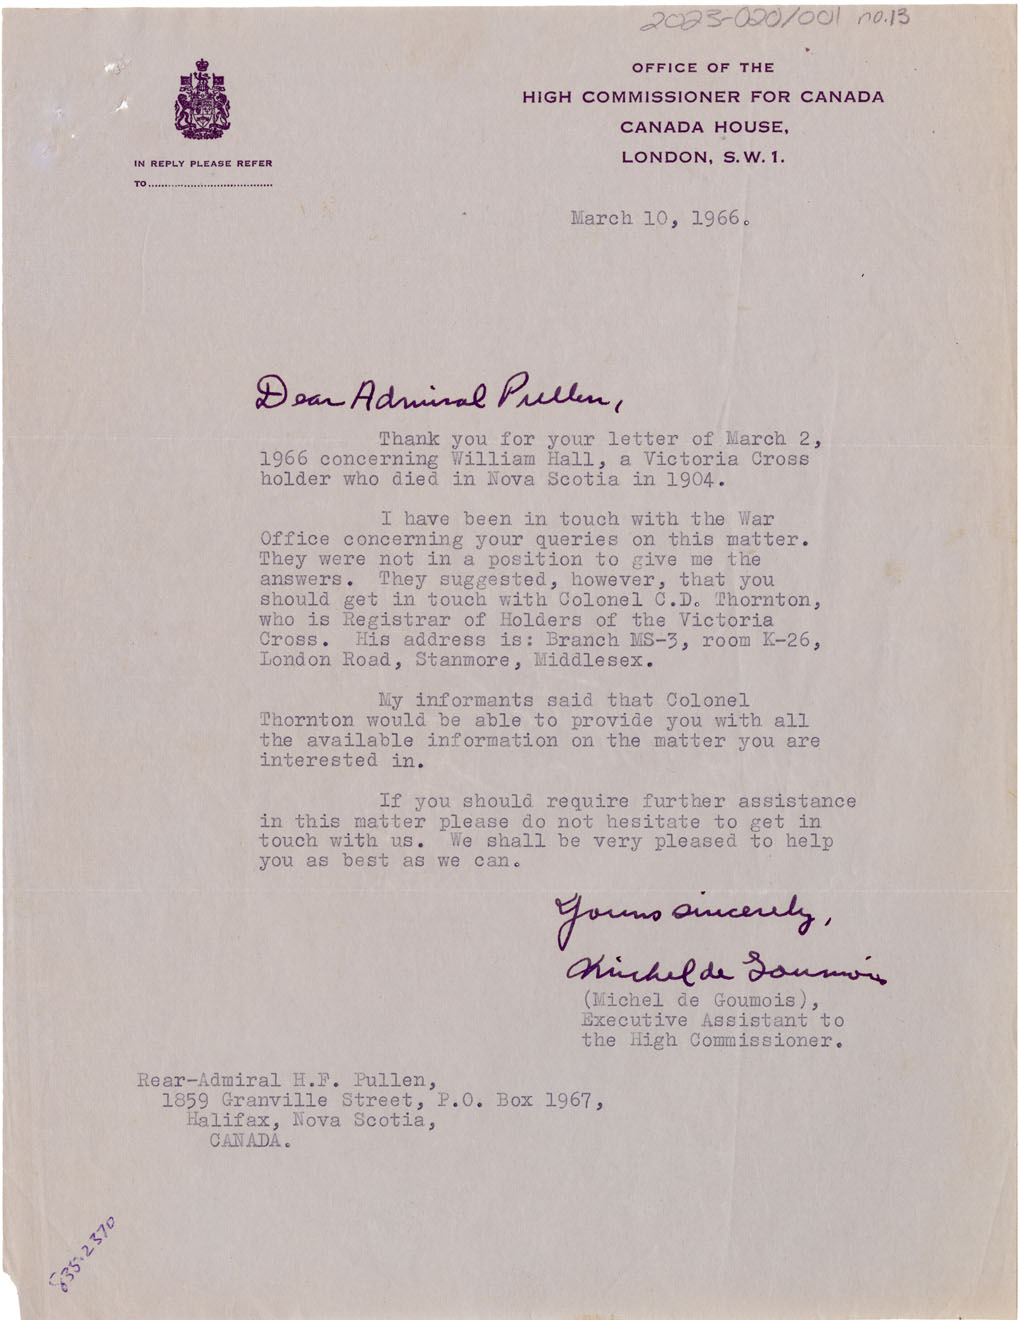 2023-020/001 no.13
OFFICE OF THE
HIGH COMMISSIONER FOR CANADA
CANADA HOUSE,
LONDON, S.W.1.
IN REPLY PLEASE REFER
TO
March 10, 1966.
Dear Admiral Pullen,
Thank you for your letter of March 2,
1966 concerning William Hall, a Victoria Cross
holder who died in Nova Scotia in 1904.
I have been in touch with the War
Office concerning your queries on this matter.
They were not in a position to give me the
answers. They suggested, however, that you
should get in touch with Colonel C.D. Thornton,
who is Registrar of Holders of the Victoria
Cross. His address is: Branch MS-3, room K-26,
London Road, Stanmore, Middlesex.
My informants said that Colonel
Thornton would be able to provide you with all
the available information on the matter you are
interested in.
If you should require further assistance
in this matter please do not hesitate to get in
touch with us. We shall be very pleased to help
you as best as we can.
Yours sincerely,
Michel de Goumois
(Michel de Goumois),
Executive Assistant to
the High Commissioner.
Rear-Admiral H.F. Pullen,
1859 Granville Street, P.O. Box 1967,
Halifax, Nova Scotia,
CANADA.
835-2370